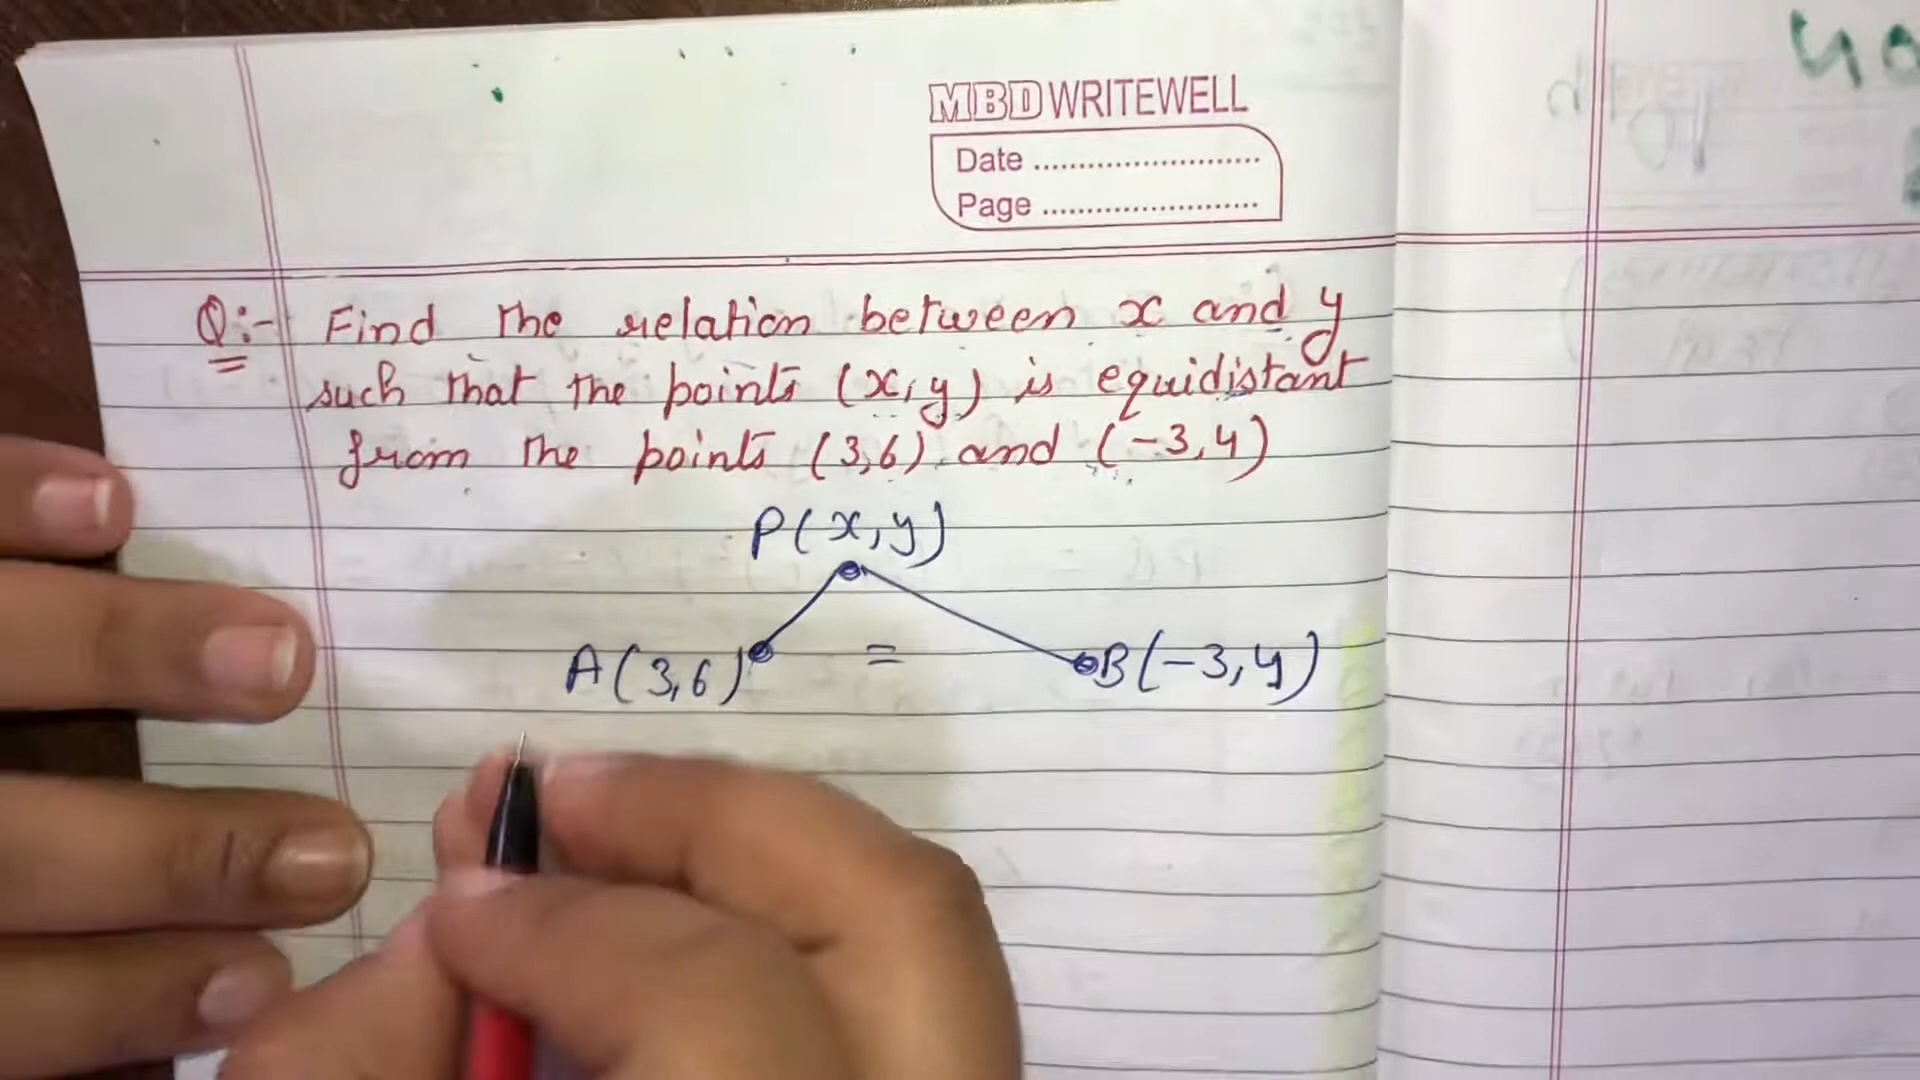 MBD WRITEWELL
Date ..........................
Page .........................
Q:- Find the relation between x and y
such that the points (x, y) is equidistant
from the points (3,6) and (-3,4)
P(x, y)
A(3,6) = B(-3,4)